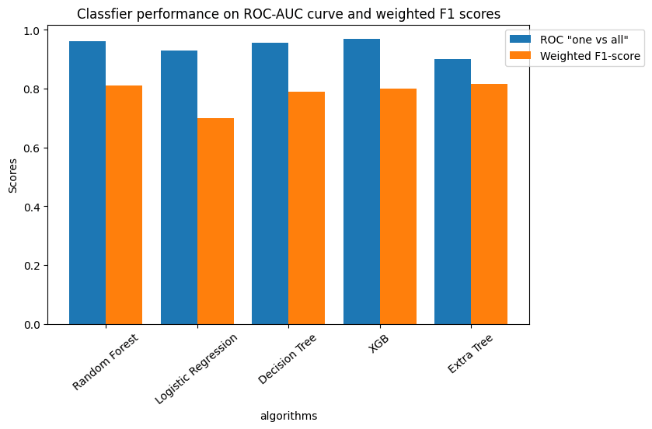 Classfier performance on ROC-AUC curve and weighted F1 scores
ROC "one vs all"
Weighted F1-score
Scores
1.0
0.8
0.6
0.4
0.2
0.0
Random Forest
Logistic Regression
Decision Tree
XGB
Extra Tree
algorithms